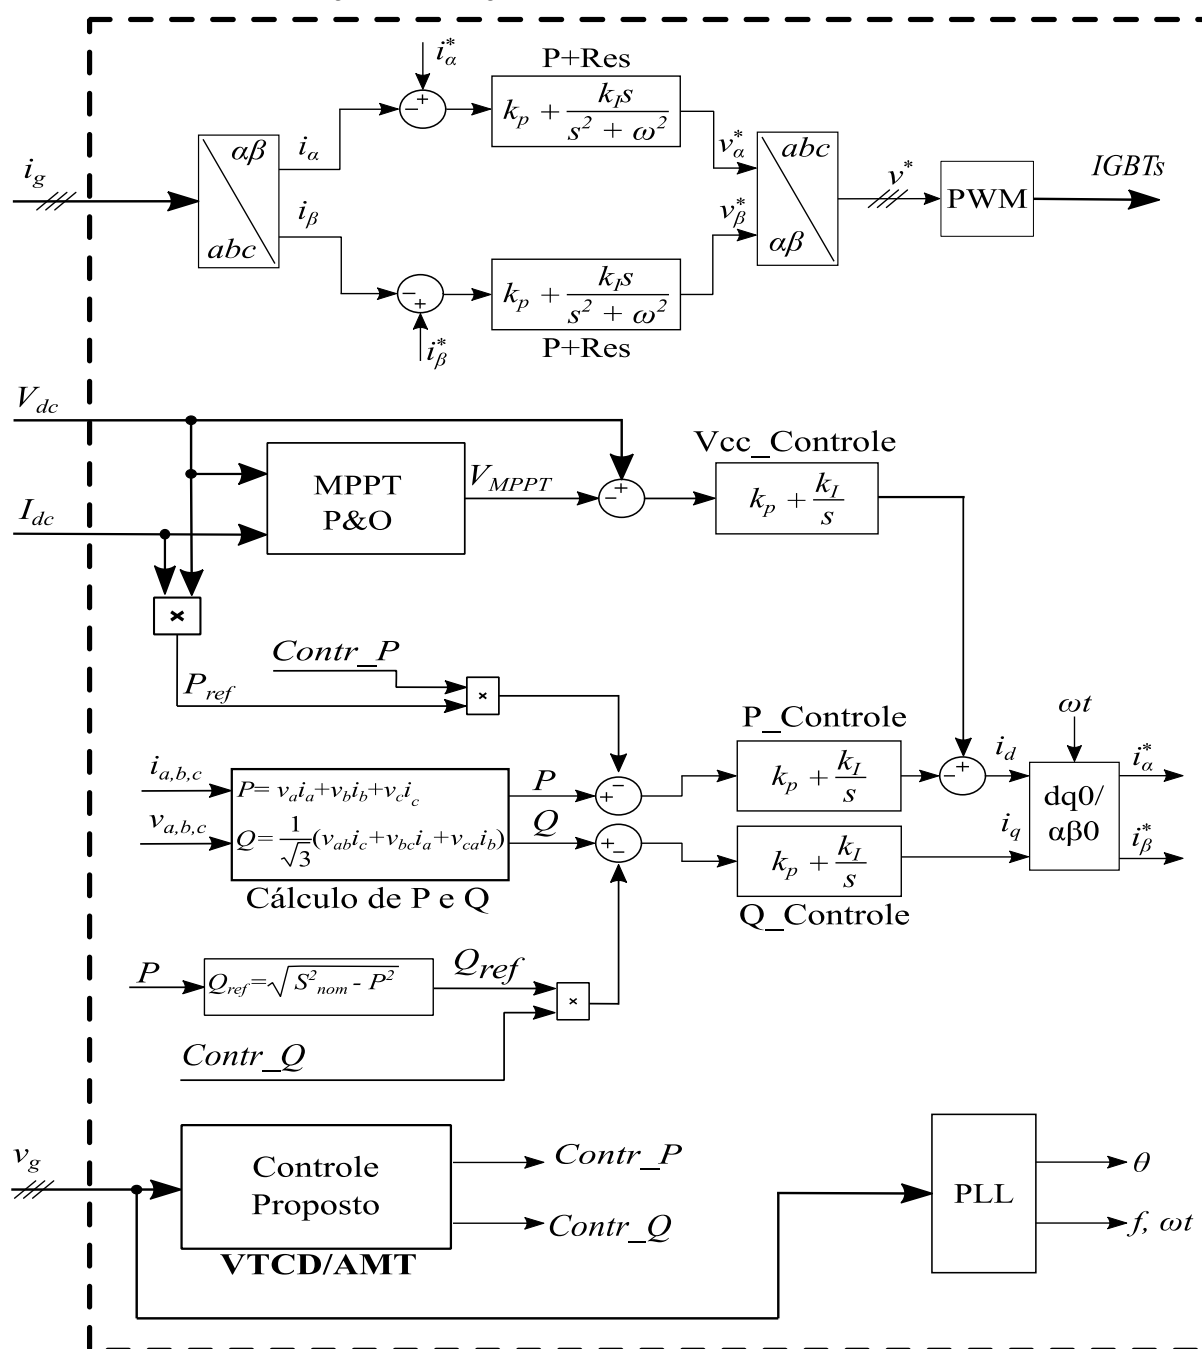 i*α
P+Res
kp + kIs / s² + ω²
ig
αβ
abc
iα
iβ
v*α
v*β
abc
αβ
v*
PWM
IGBTs
kp + kIs / s² + ω²
P+Res
i*β
Vdc
Idc
MPPT
P&O
VMPPT
Vcc_Controle
kp + kI / s
×
Contr_P
Pref
×
P_Controle
kp + kI / s
id
ωt
i*α
ia,b,c
va,b,c
P= vaia+vbib+vcic
Q= 1/√3 (vabic+vbcia+vcaib)
P
Q
Cálculo de P e Q
iq
dq0/
αβ0
i*β
kp + kI / s
Q_Controle
P
Qref=√S²nom - P²
Qref
×
Contr_Q
vg
Controle
Proposto
VTCD/AMT
Contr_P
Contr_Q
PLL
θ
f, ωt